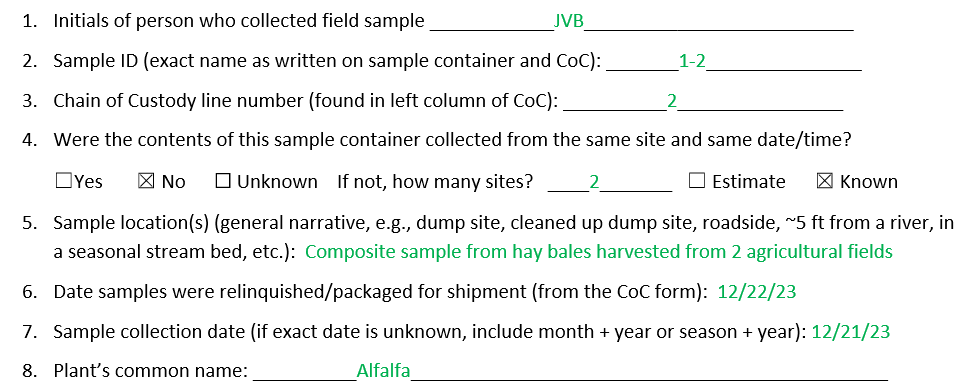 1. Initials of person who collected field sample ____________JVB__________________________
2. Sample ID (exact name as written on sample container and CoC): _______1-2_______________
3. Chain of Custody line number (found in left column of CoC): __________2________________
4. Were the contents of this sample container collected from the same site and same date/time?
☐Yes ☒ No ☐ Unknown If not, how many sites? ____2_______ ☐ Estimate ☒ Known
5. Sample location(s) (general narrative, e.g., dump site, cleaned up dump site, roadside, ~5 ft from a river, in
a seasonal stream bed, etc.): Composite sample from hay bales harvested from 2 agricultural fields
6. Date samples were relinquished/packaged for shipment (from the CoC form): 12/22/23
7. Sample collection date (if exact date is unknown, include month + year or season + year): 12/21/23
8. Plant’s common name: __________Alfalfa______________________________________________